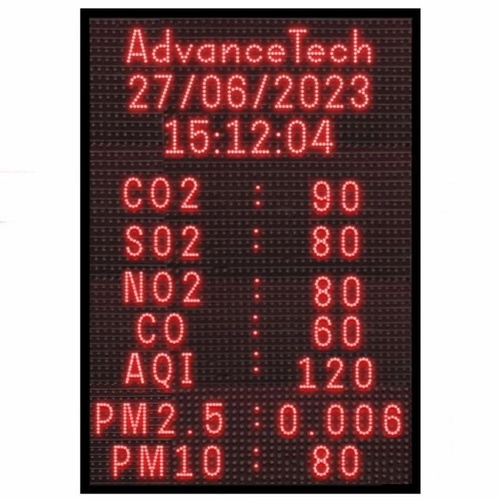 AdvanceTech
27/06/2023
15:12:04
CO2 : 90
SO2 : 80
NO2 : 80
CO : 60
AQI : 120
PM2.5 : 0.006
PM10 : 80